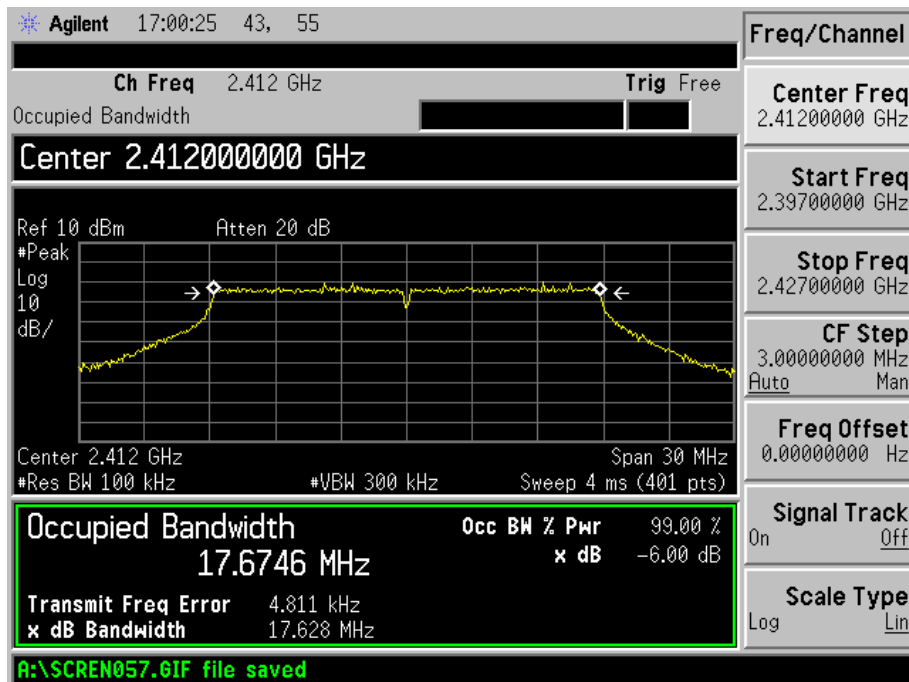 Agilent 17:00:25 43, 55
Freq/Channel
Ch Freq 2.412 GHz Trig Free
Occupied Bandwidth
Center 2.412000000 GHz
Ref 10 dBm Atten 20 dB
#Peak
Log
10
dB/
Center 2.412 GHz Span 30 MHz
#Res BW 100 kHz #VBW 300 kHz Sweep 4 ms (401 pts)
Occupied Bandwidth Occ BW % Pwr 99.00 %
17.6746 MHz x dB -6.00 dB
Transmit Freq Error 4.811 kHz
x dB Bandwidth 17.628 MHz
A:\SCREN057.GIF file saved
Center Freq
2.41200000 GHz
Start Freq
2.39700000 GHz
Stop Freq
2.42700000 GHz
CF Step
3.00000000 MHz
Auto Man
Freq Offset
0.00000000 Hz
Signal Track
On Off
Scale Type
Log Lin